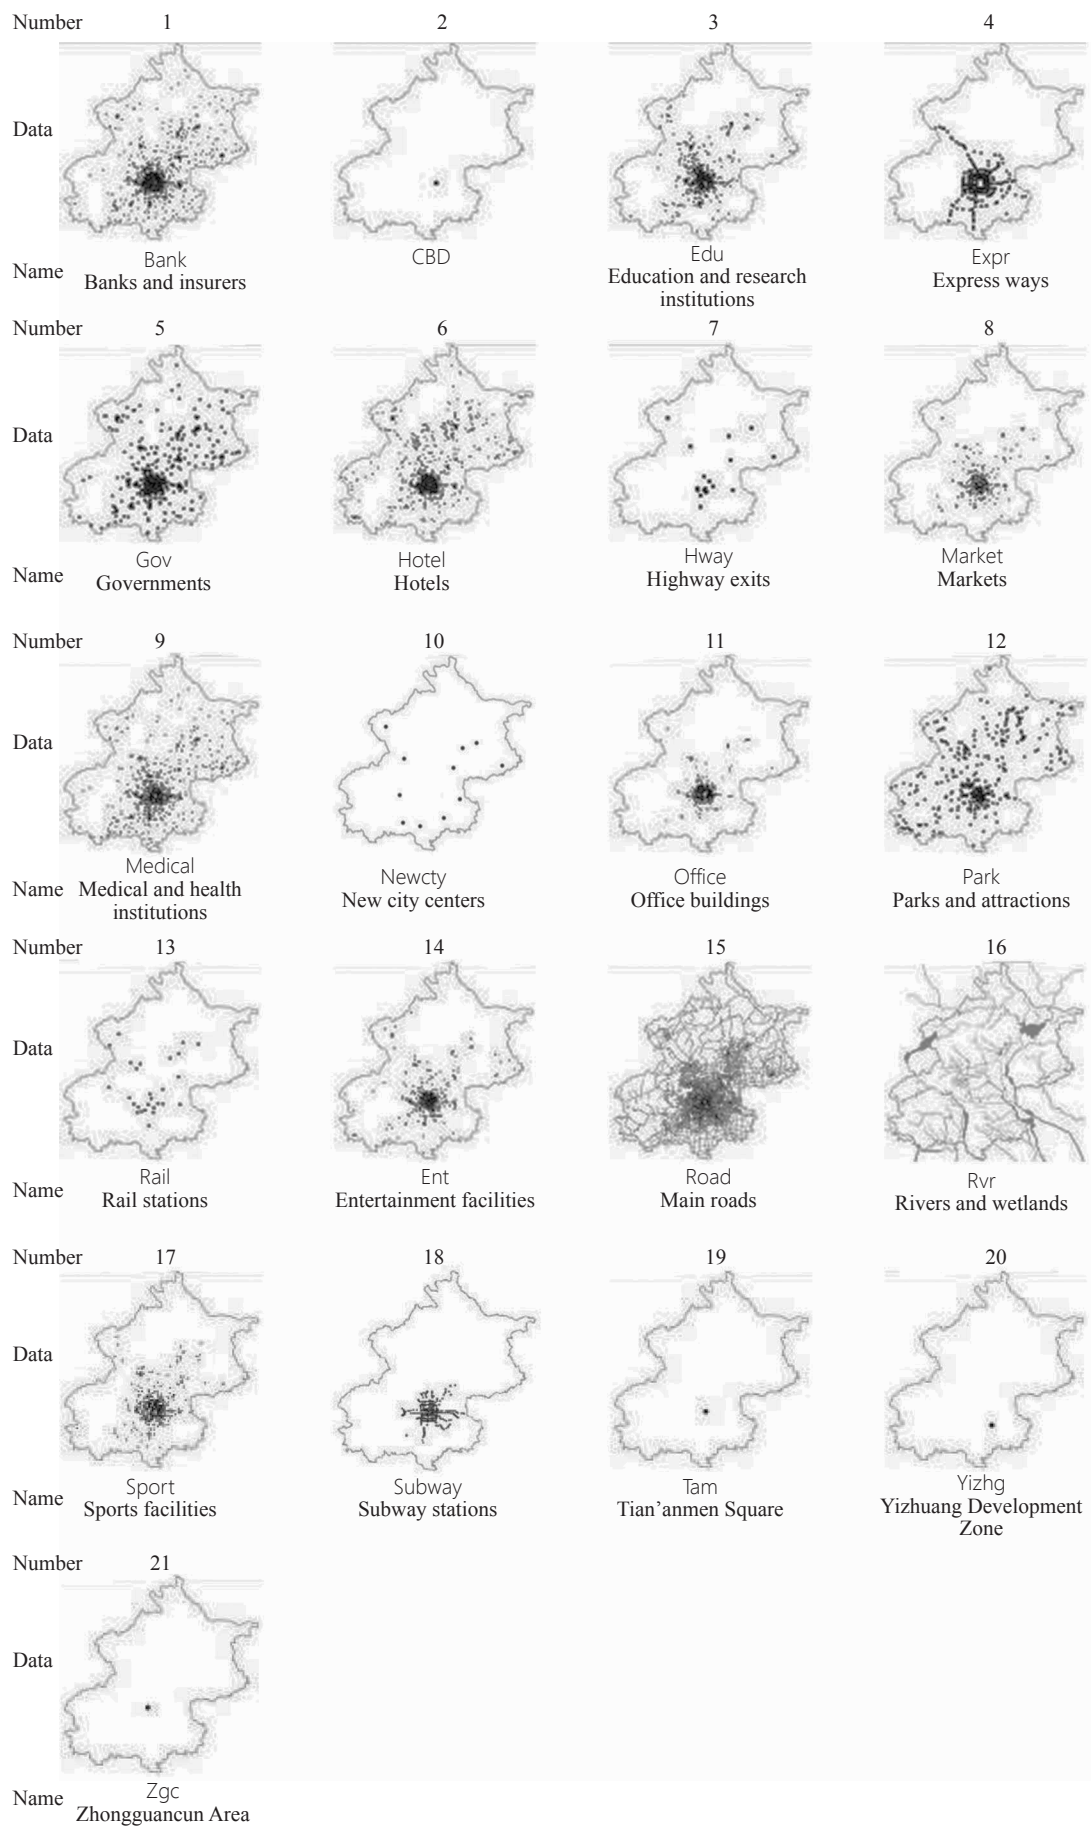 Number 1 2 3 4
Data
Bank CBD Edu Expr
Name Banks and insurers Education and research Express ways
institutions
Number 5 6 7 8
Data
Gov Hotel Hway Market
Name Governments Hotels Highway exits Markets
Number 9 10 11 12
Data
Medical Newcty Office Park
Name Medical and health New city centers Office buildings Parks and attractions
institutions
Number 13 14 15 16
Data
Rail Ent Road Rvr
Name Rail stations Entertainment facilities Main roads Rivers and wetlands
Number 17 18 19 20
Data
Sport Subway Tam Yizhg
Name Sports facilities Subway stations Tian’anmen Square Yizhuang Development
Zone
Number 21
Data
Zgc
Name Zhongguancun Area